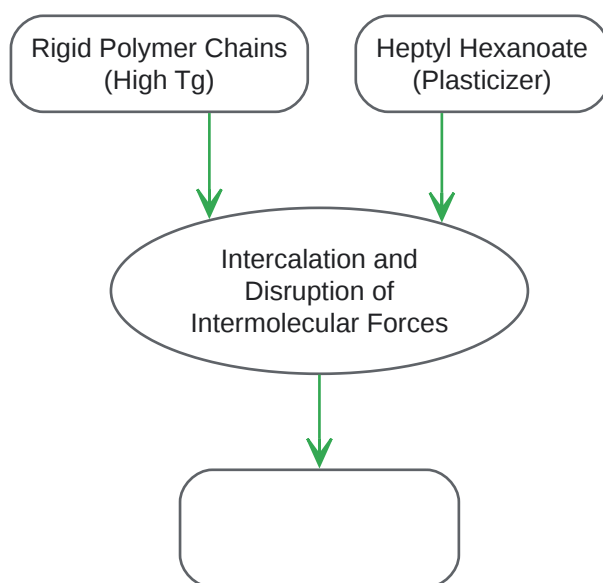 Rigid Polymer Chains
(High Tg)
Heptyl Hexanoate
(Plasticizer)
Intercalation and
Disruption of
Intermolecular Forces